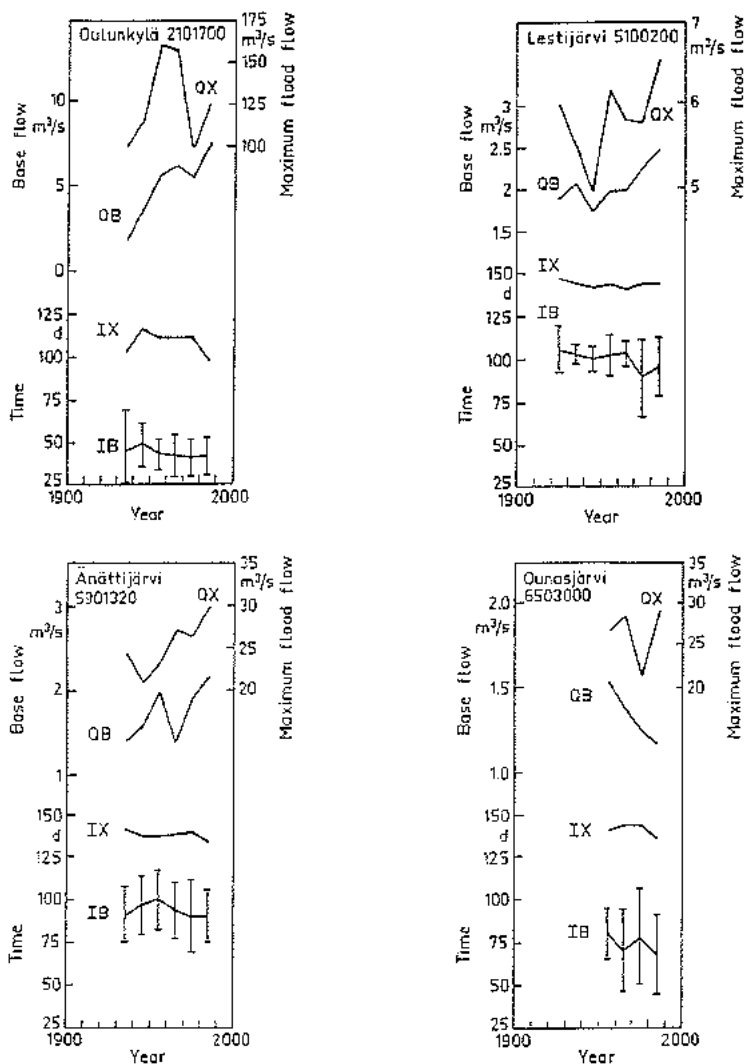 Oulunkylä 2101700
175
m³/s
150
125
100
Maximum flood flow
QX
10
m³/s
5
0
Base flow
QB
125
d
100
IX
50
25
Time
IB
1900
2000
Year
Lestijärvi 5100200
7
m³/s
6
5
Maximum flood flow
QX
3
m³/s
2.5
2
1.5
Base flow
QB
IX
150
d
125
100
75
50
25
Time
IB
1900
2000
Year
Änättijärvi
5901320
35
m³/s
30
25
20
Maximum flood flow
QX
3
m³/s
2
1
Base flow
QB
150
d
125
100
75
50
25
Time
IX
IB
1900
2000
Year
Ounasjärvi
6503000
35
m³/s
30
25
20
Maximum flood flow
QX
2.0
m³/s
1.5
1.0
Base flow
QB
150
d
125
100
75
50
25
Time
IX
IB
1900
2000
Year